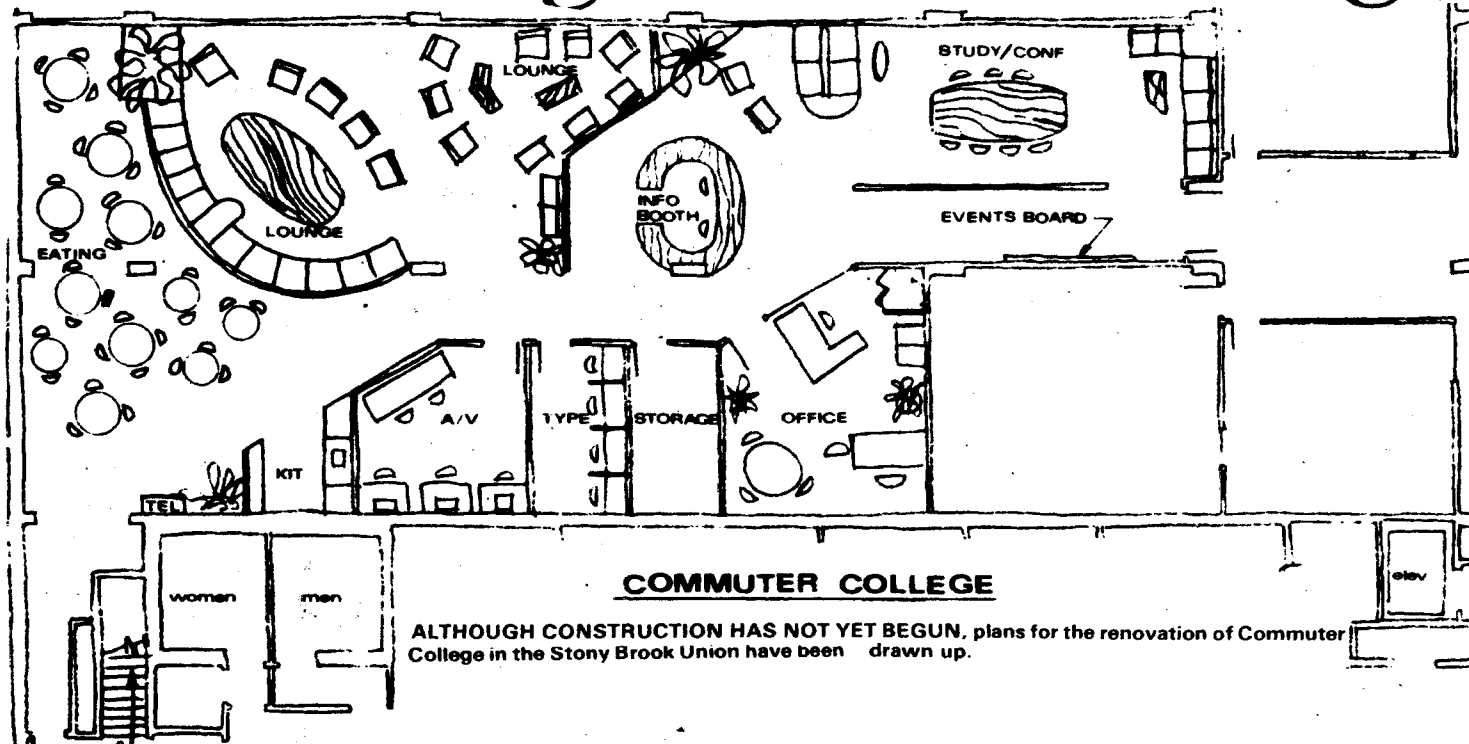 STUDY/CONF
LOUNGE
INFO
BOOTH
EVENTS BOARD
LOUNGE
EATING
A/V
TYPE
STORAGE
OFFICE
KIT
TEL
women
men
elev
COMMUTER COLLEGE
ALTHOUGH CONSTRUCTION HAS NOT YET BEGUN, plans for the renovation of Commuter
College in the Stony Brook Union have been drawn up.